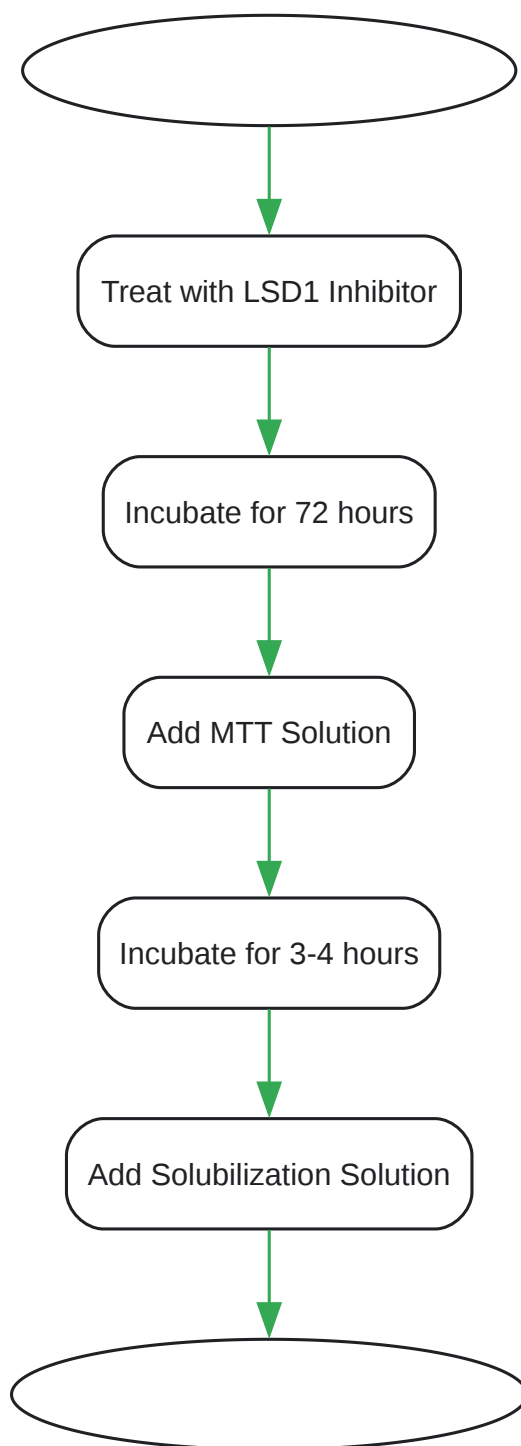 Treat with LSD1 Inhibitor
Incubate for 72 hours
Add MTT Solution
Incubate for 3-4 hours
Add Solubilization Solution